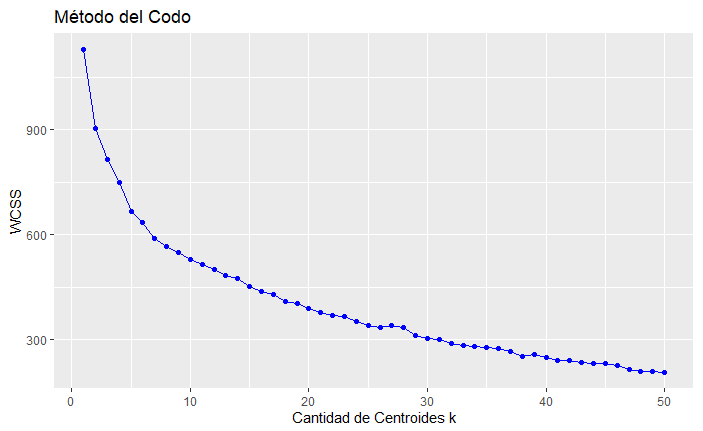 Método del Codo
WCSS
900
600
300
0 10 20 30 40 50
Cantidad de Centroides k